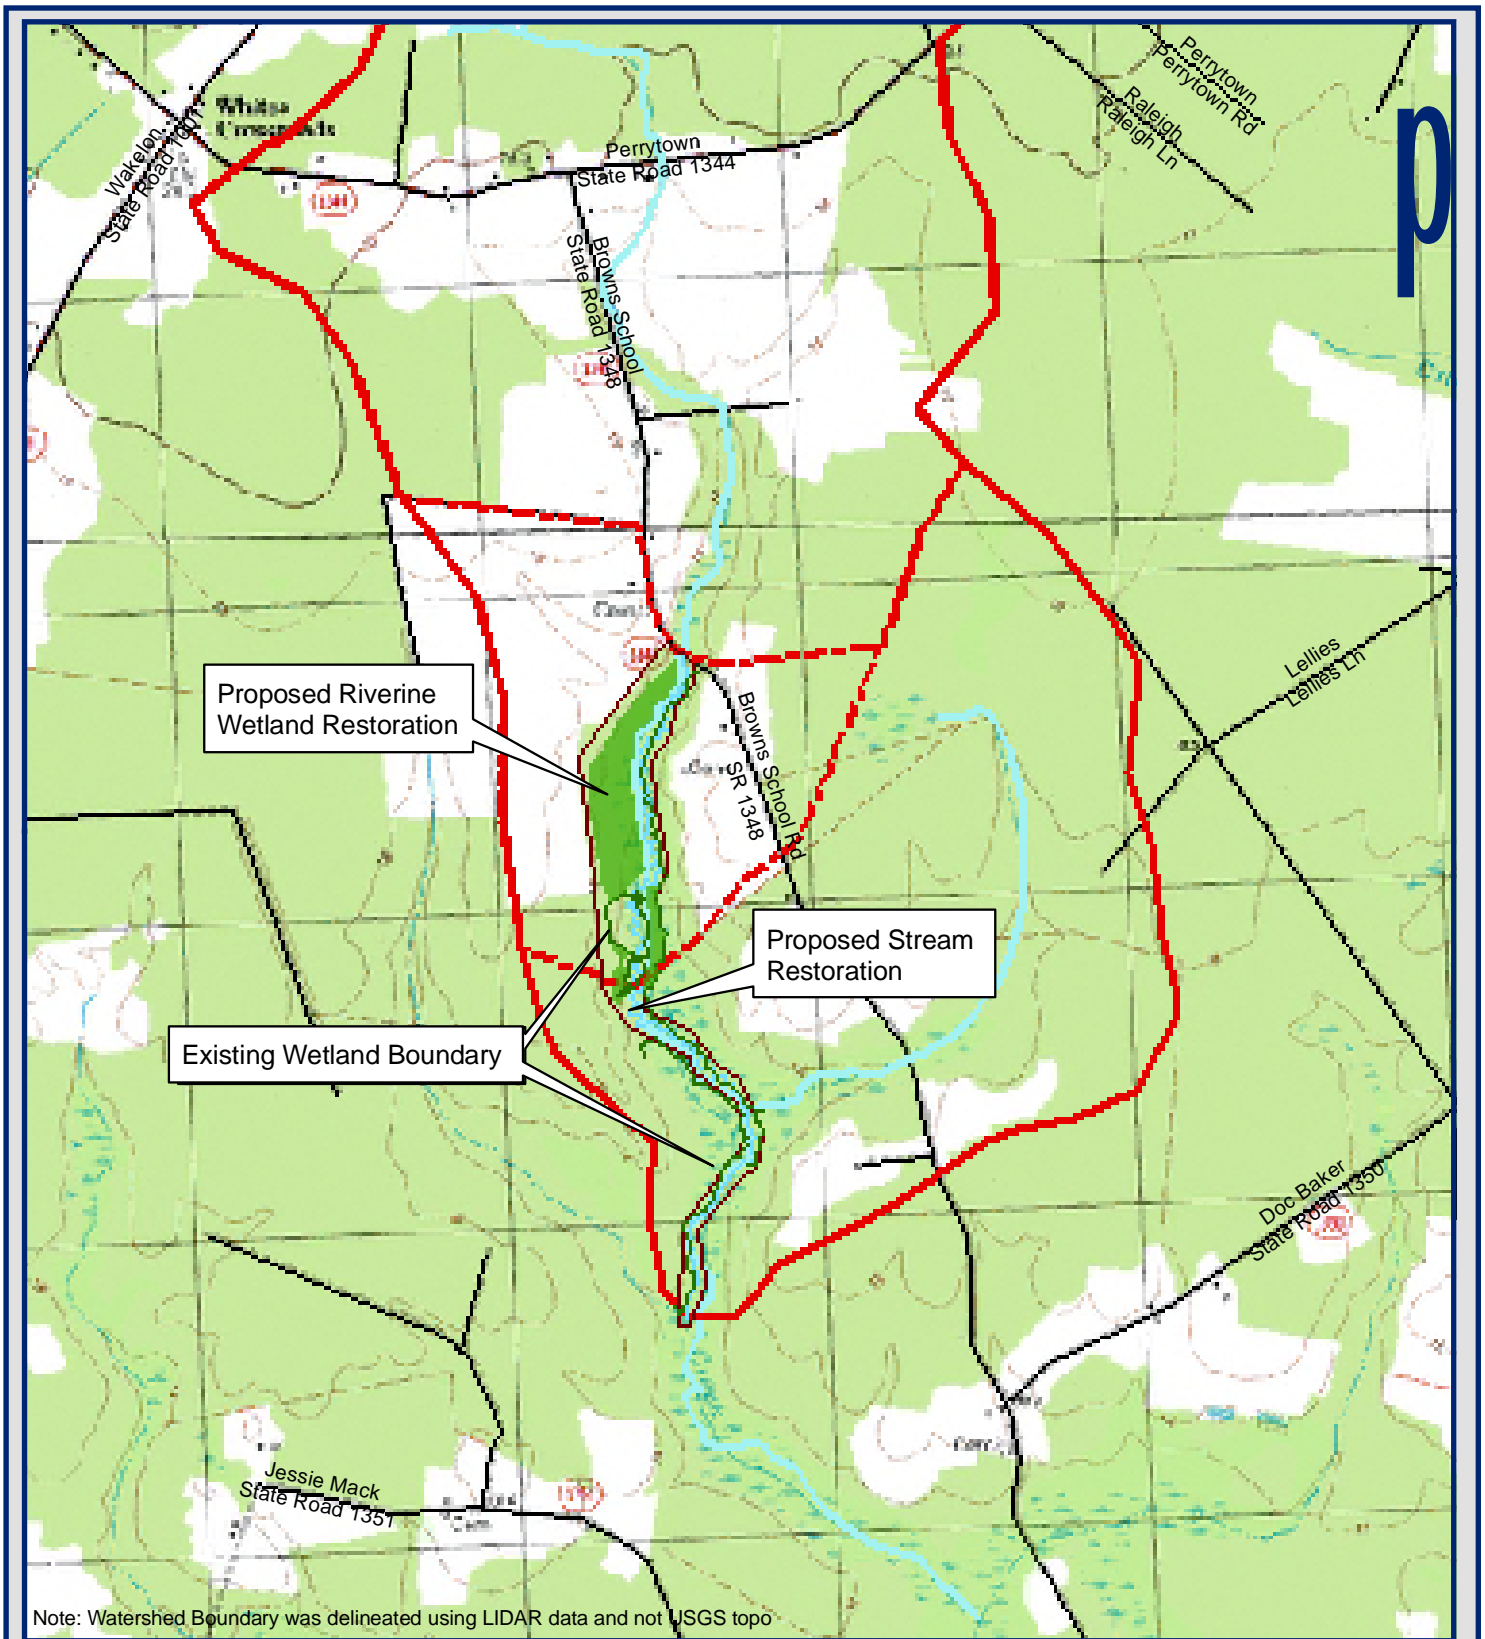 Perrytown
Perrytown Rd
Raleigh
Raleigh Ln
p
Wakelon
State Road 1001
Perrytown
State Road 1344
Browns School
State Road 1348
Lellies
Lellies Ln
Proposed Riverine
Wetland Restoration
Browns School Rd
SR 1348
Proposed Stream
Restoration
Existing Wetland Boundary
Doc Baker
State Road 1350
Jessie Mack
State Road 1351
Cem
Note: Watershed Boundary was delineated using LIDAR data and not USGS topo